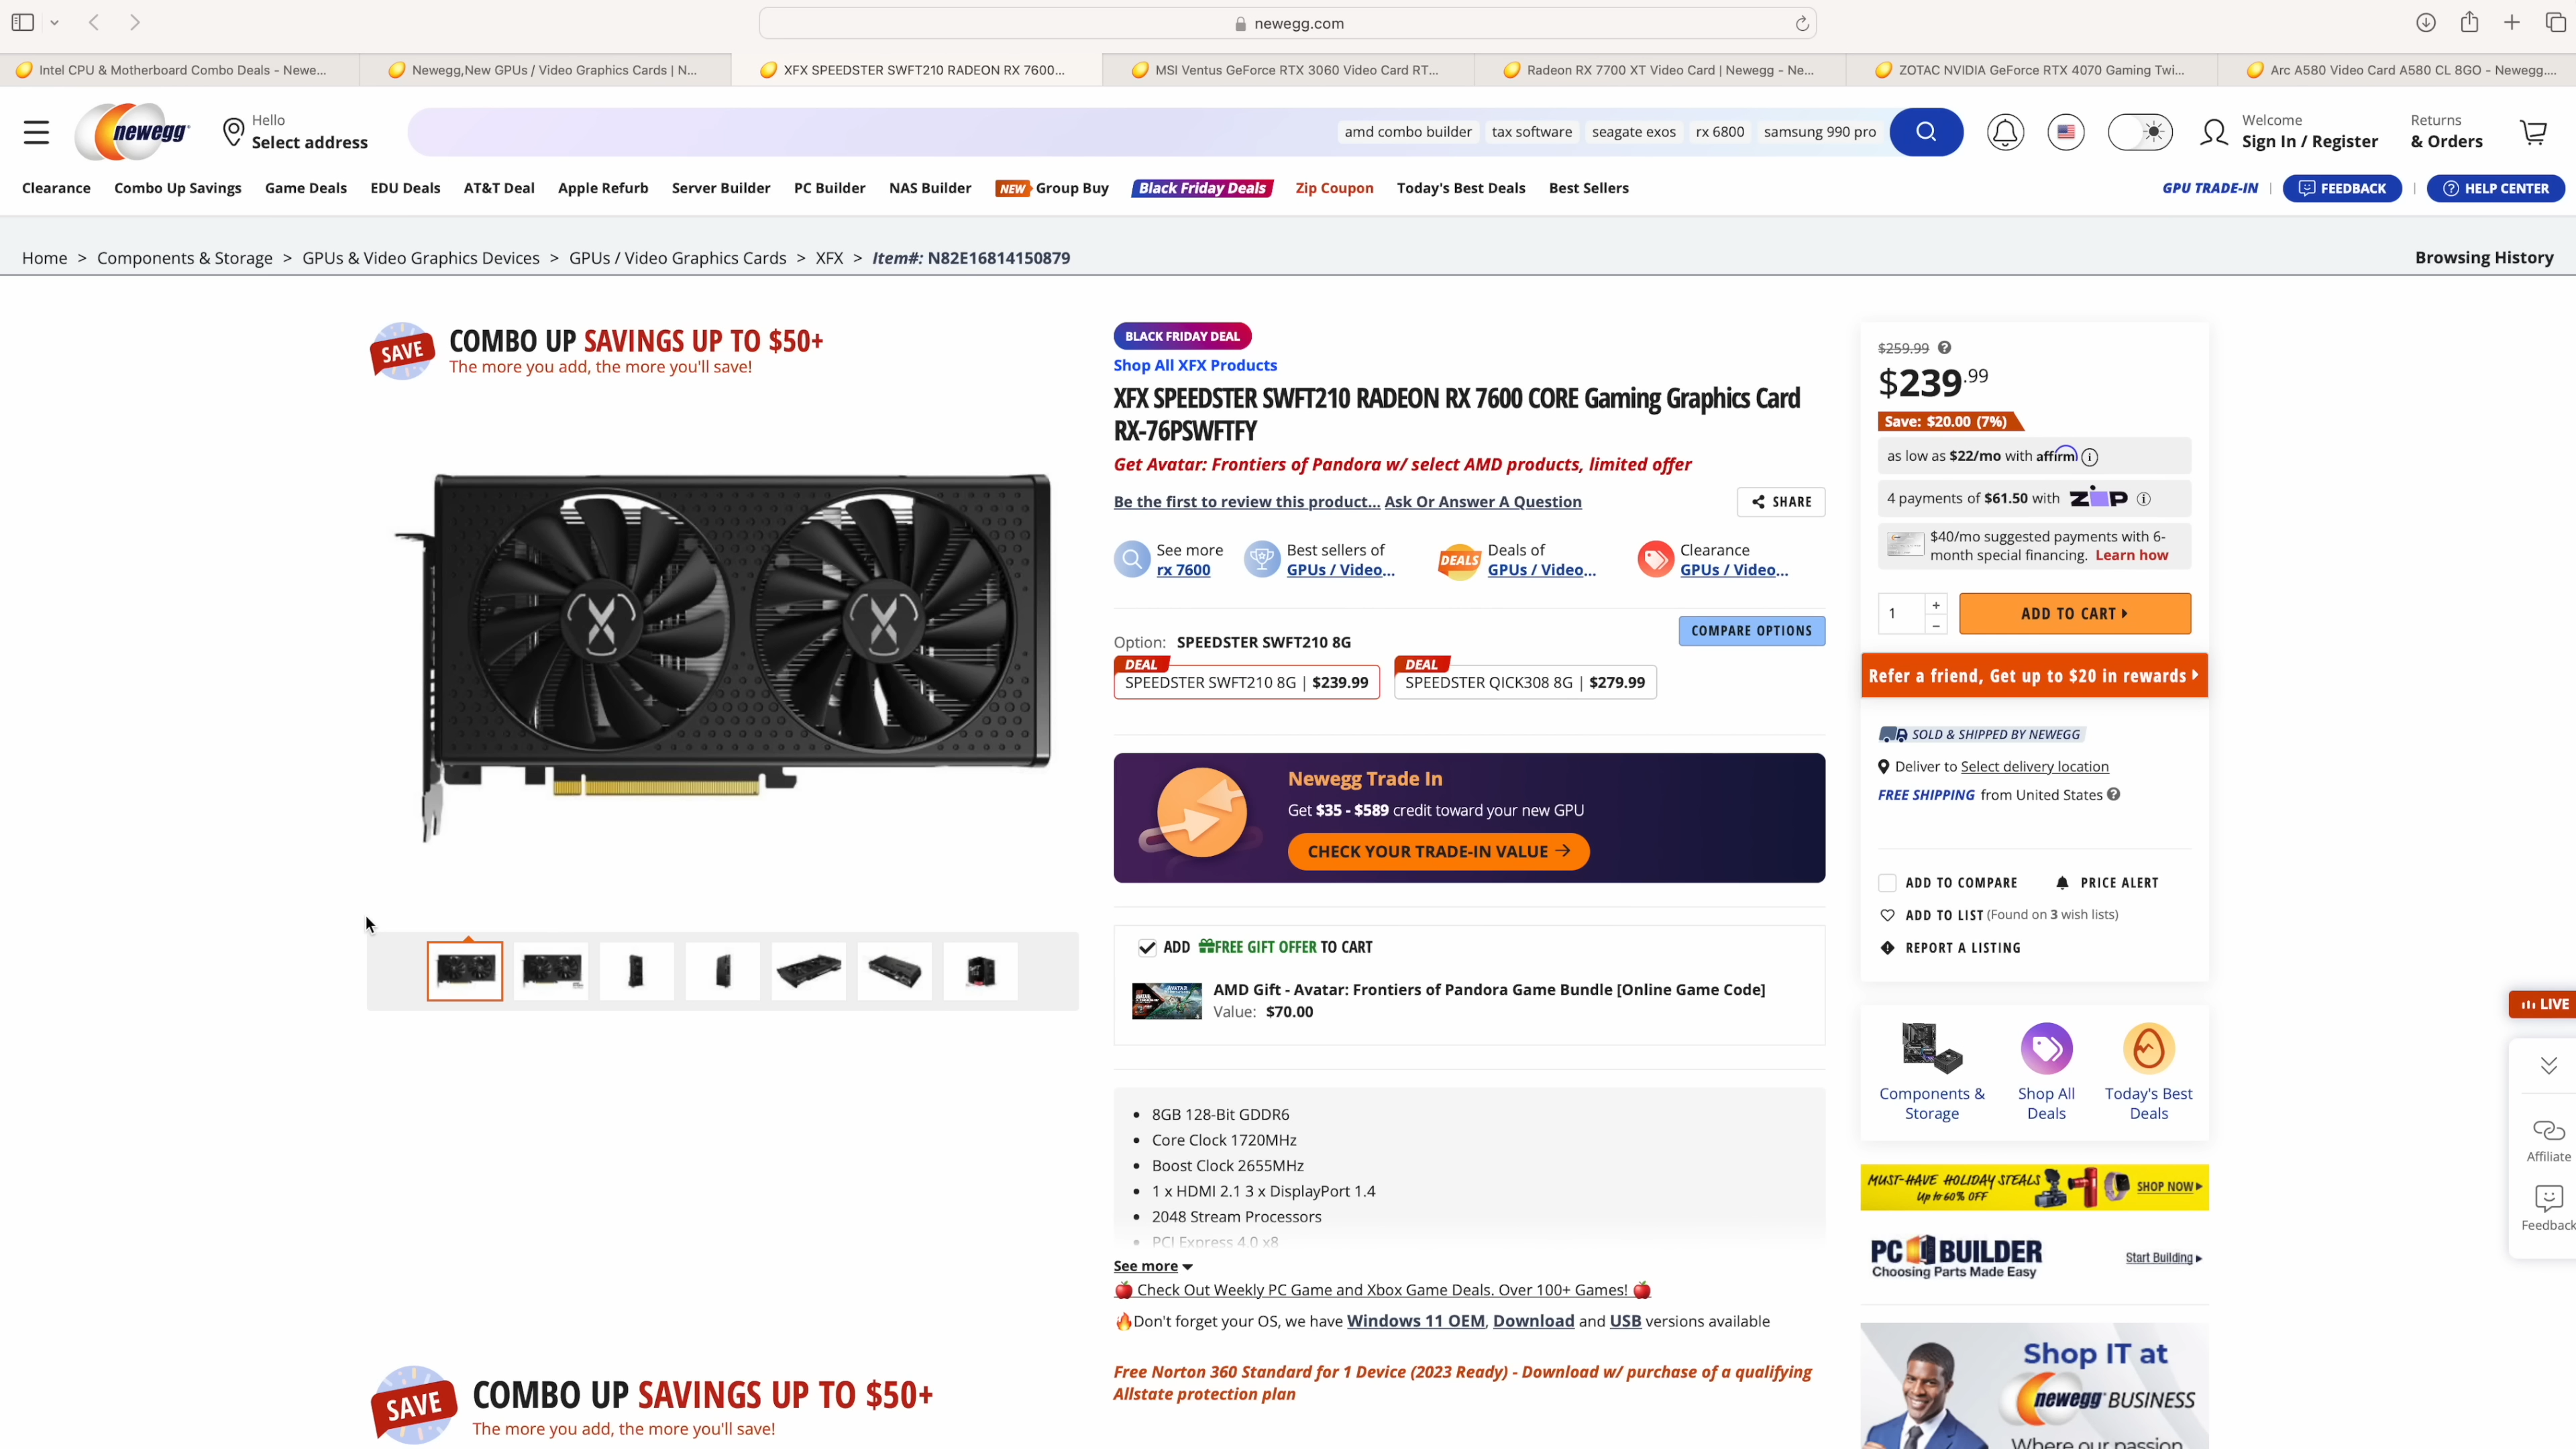 newegg.com
Intel CPU & Motherboard Combo Deals - Newe...
Newegg,New GPUs / Video Graphics Cards | N...
XFX SPEEDSTER SWFT210 RADEON RX 7600...
MSI Ventus GeForce RTX 3060 Video Card RT...
Radeon RX 7700 XT Video Card | Newegg - Ne...
ZOTAC NVIDIA GeForce RTX 4070 Gaming Twi...
Arc A580 Video Card A580 CL 8GO - Newegg....
newegg
Hello
Select address
amd combo builder
tax software
seagate exos
rx 6800
samsung 990 pro
Welcome
Sign In / Register
Returns
& Orders
Clearance
Combo Up Savings
Game Deals
EDU Deals
AT&T Deal
Apple Refurb
Server Builder
PC Builder
NAS Builder
NEW Group Buy
Black Friday Deals
Zip Coupon
Today's Best Deals
Best Sellers
GPU TRADE-IN
FEEDBACK
HELP CENTER
Home > Components & Storage > GPUs & Video Graphics Devices > GPUs / Video Graphics Cards > XFX > Item#: N82E16814150879
Browsing History
SAVE
COMBO UP SAVINGS UP TO $50+
The more you add, the more you'll save!
BLACK FRIDAY DEAL
Shop All XFX Products
XFX SPEEDSTER SWFT210 RADEON RX 7600 CORE Gaming Graphics Card
RX-76PSWFTFY
Get Avatar: Frontiers of Pandora w/ select AMD products, limited offer
Be the first to review this product... Ask Or Answer A Question
SHARE
See more
rx 7600
Best sellers of
GPUs / Video...
DEALS
Deals of
GPUs / Video...
Clearance
GPUs / Video...
Option: SPEEDSTER SWFT210 8G
COMPARE OPTIONS
DEAL
SPEEDSTER SWFT210 8G | $239.99
DEAL
SPEEDSTER QICK308 8G | $279.99
Newegg Trade In
Get $35 - $589 credit toward your new GPU
CHECK YOUR TRADE-IN VALUE →
ADD FREE GIFT OFFER TO CART
AMD Gift - Avatar: Frontiers of Pandora Game Bundle [Online Game Code]
Value: $70.00
• 8GB 128-Bit GDDR6
• Core Clock 1720MHz
• Boost Clock 2655MHz
• 1 x HDMI 2.1 3 x DisplayPort 1.4
• 2048 Stream Processors
• PCI Express 4.0 x8
See more
Check Out Weekly PC Game and Xbox Game Deals. Over 100+ Games!
Don't forget your OS, we have Windows 11 OEM, Download and USB versions available
Free Norton 360 Standard for 1 Device (2023 Ready) - Download w/ purchase of a qualifying
Allstate protection plan
SAVE
COMBO UP SAVINGS UP TO $50+
The more you add, the more you'll save!
$259.99
$239.99
Save: $20.00 (7%)
as low as $22/mo with affirm
4 payments of $61.50 with ZIP
$40/mo suggested payments with 6-
month special financing. Learn how
1
+
−
ADD TO CART
Refer a friend, Get up to $20 in rewards
SOLD & SHIPPED BY NEWEGG
Deliver to Select delivery location
FREE SHIPPING from United States
ADD TO COMPARE
PRICE ALERT
ADD TO LIST (Found on 3 wish lists)
REPORT A LISTING
Components &
Storage
Shop All
Deals
Today's Best
Deals
MUST-HAVE HOLIDAY STEALS
Up to 60% OFF
SHOP NOW
PC BUILDER
Choosing Parts Made Easy
Start Building
Shop IT at
newegg BUSINESS
Where our passion
LIVE
Affiliate
Feedback